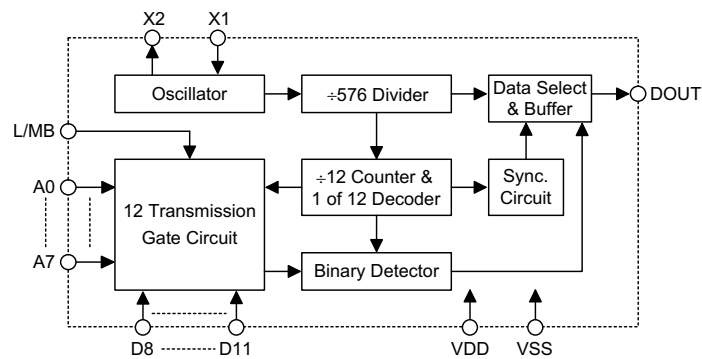 X2 X1
Oscillator
÷576 Divider
Data Select
& Buffer
DOUT
L/MB
A0
A7
12 Transmission
Gate Circuit
÷12 Counter &
1 of 12 Decoder
Sync.
Circuit
Binary Detector
D8 D11
VDD VSS